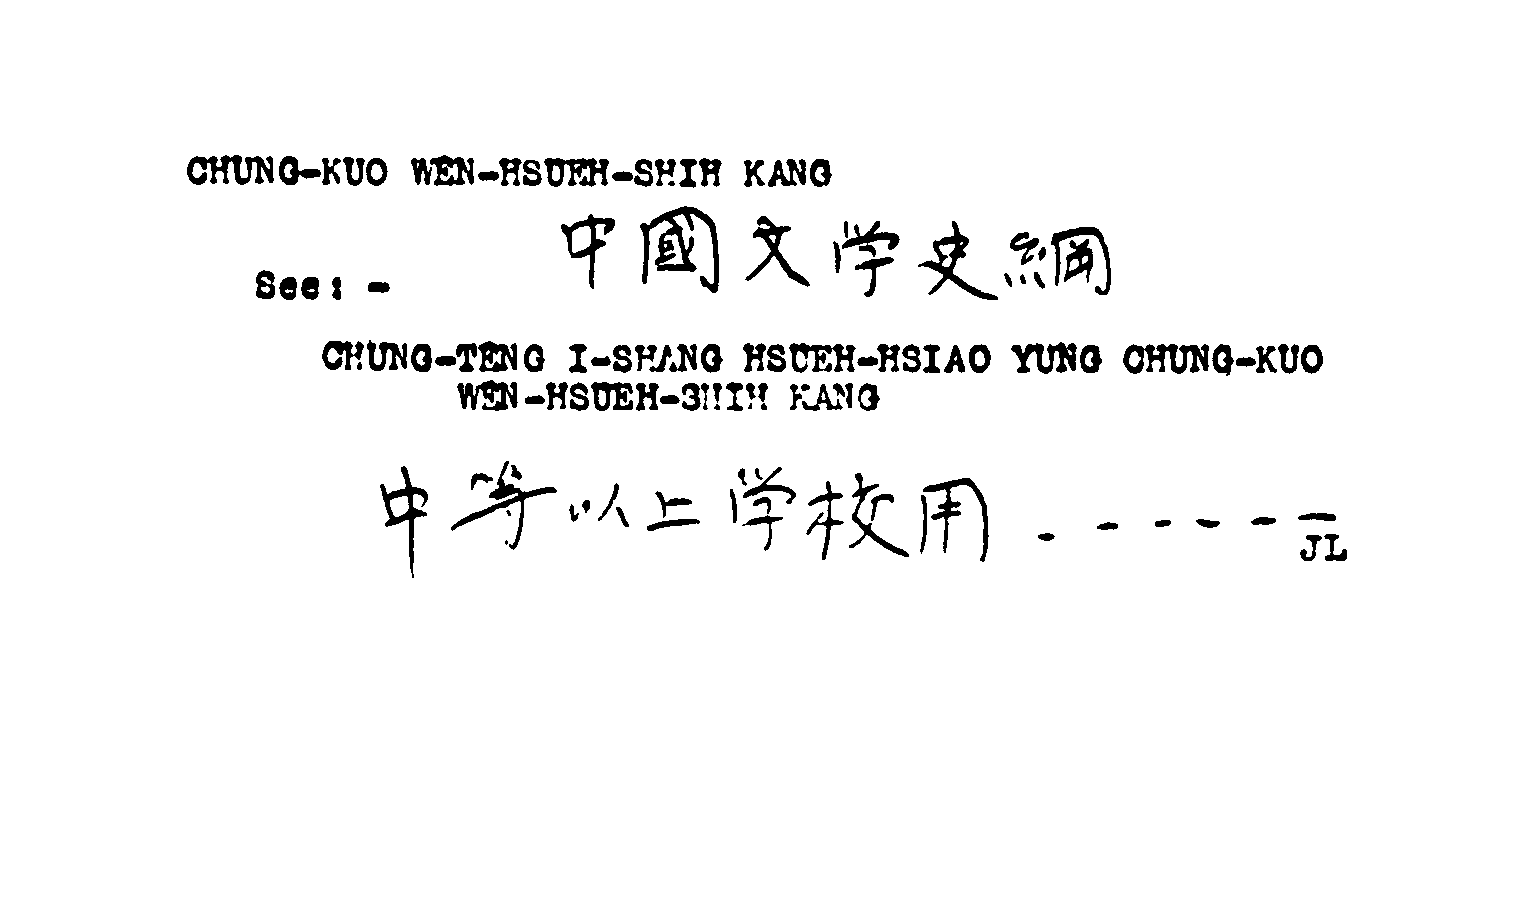 CHUNG-KUO WEN-HSUEH-SHIH KANG
中國文学史綱
See: -
CHUNG-TENG I-SHANG HSUEH-HSIAO YUNG CHUNG-KUO
WEN-HSUEH-SHIH KANG
中等以上学校用 . - - - - - -
JL